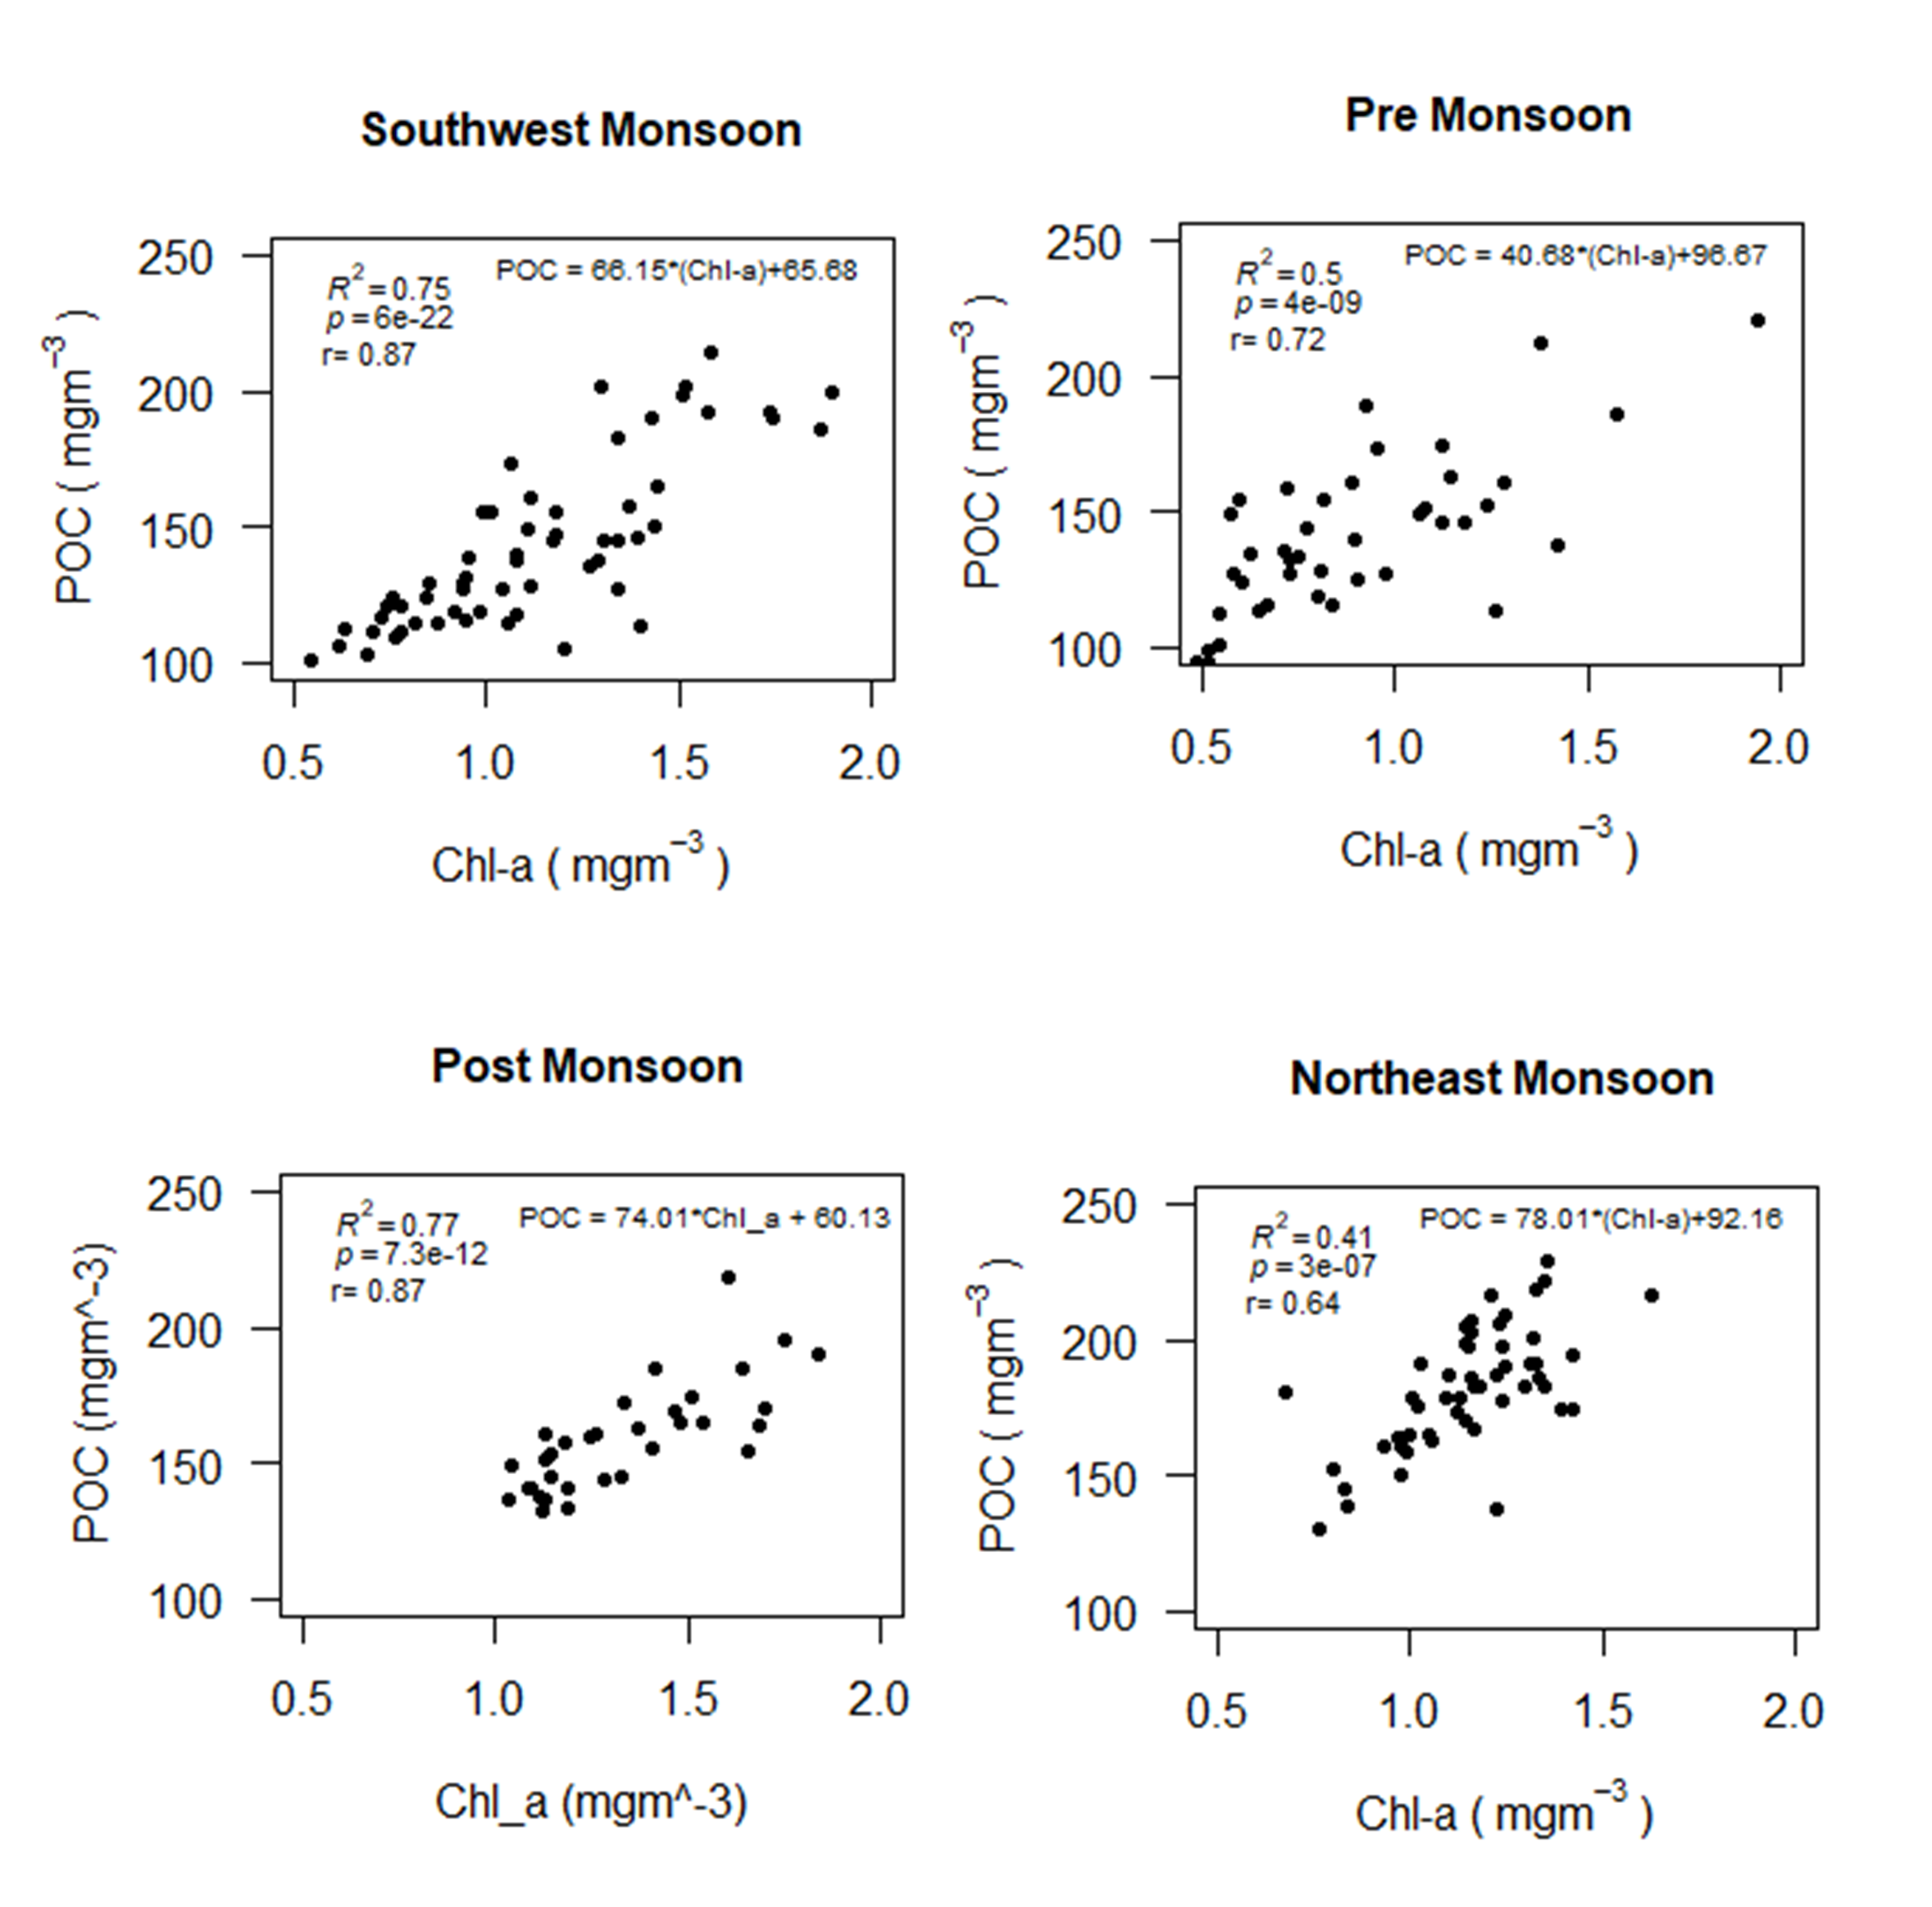 Southwest Monsoon
250
200
150
100
POC ( mgm⁻³ )
R² = 0.75
p = 6e-22
r= 0.87
POC = 66.15*(Chl-a)+65.68
0.5 1.0 1.5 2.0
Chl-a ( mgm⁻³ )
Pre Monsoon
250
200
150
100
POC ( mgm⁻³ )
R² = 0.5
p = 4e-09
r= 0.72
POC = 40.68*(Chl-a)+96.67
0.5 1.0 1.5 2.0
Chl-a ( mgm⁻³ )
Post Monsoon
250
200
150
100
POC (mgm^-3)
R² = 0.77
p = 7.3e-12
r= 0.87
POC = 74.01*Chl_a + 60.13
0.5 1.0 1.5 2.0
Chl_a (mgm^-3)
Northeast Monsoon
250
200
150
100
POC ( mgm⁻³ )
R² = 0.41
p = 3e-07
r= 0.64
POC = 78.01*(Chl-a)+92.16
0.5 1.0 1.5 2.0
Chl-a ( mgm⁻³ )